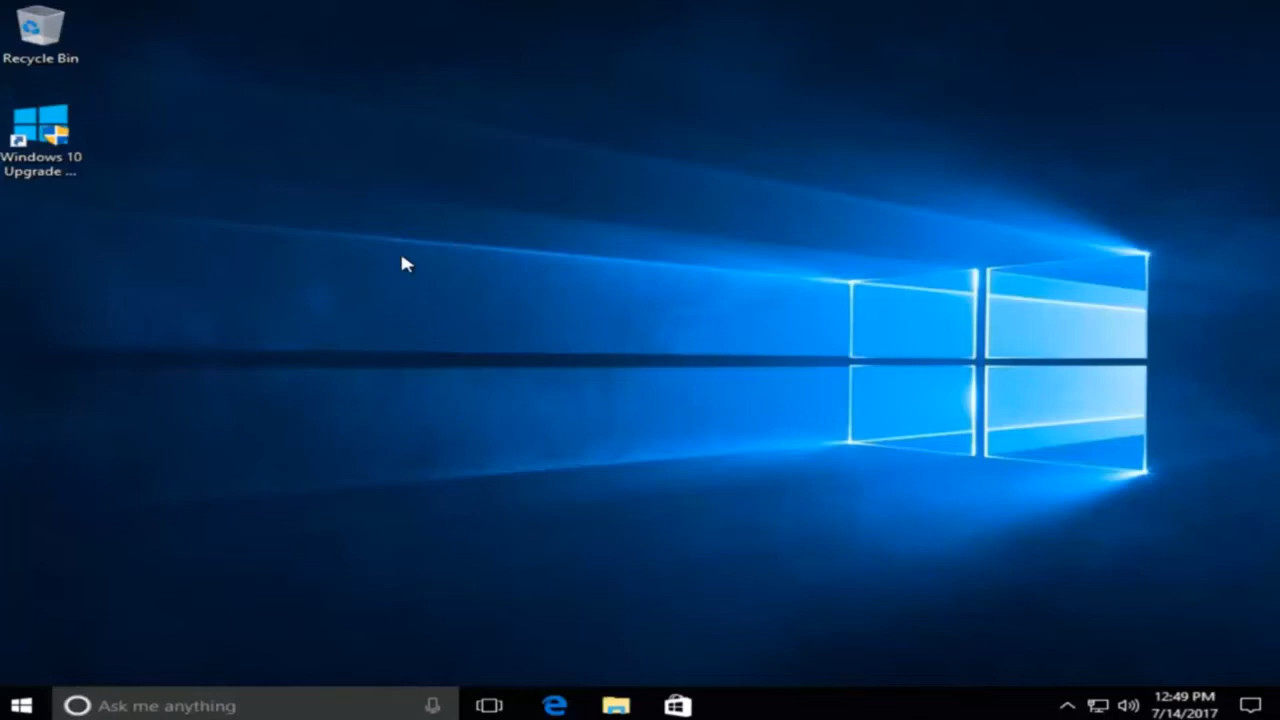 Recycle Bin
Windows 10
Upgrade ...
Ask me anything
12:49 PM
7/14/2017